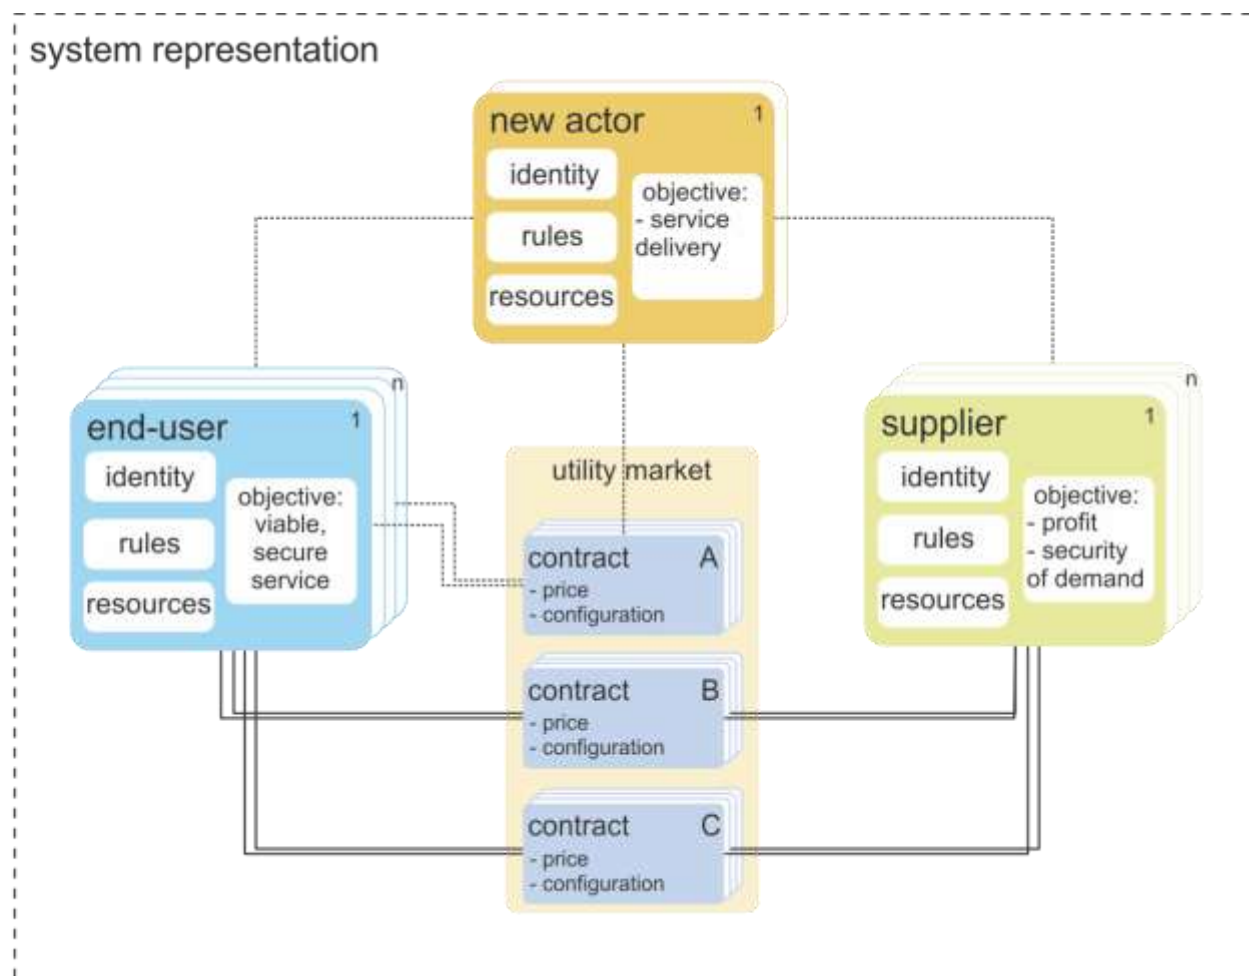 system representation
new actor 1
identity
rules
resources
objective:
- service
delivery
end-user 1
n
identity
rules
resources
objective:
viable,
secure
service
utility market
contract A
- price
- configuration
contract B
- price
- configuration
contract C
- price
- configuration
supplier 1
n
identity
rules
resources
objective:
- profit
- security
of demand